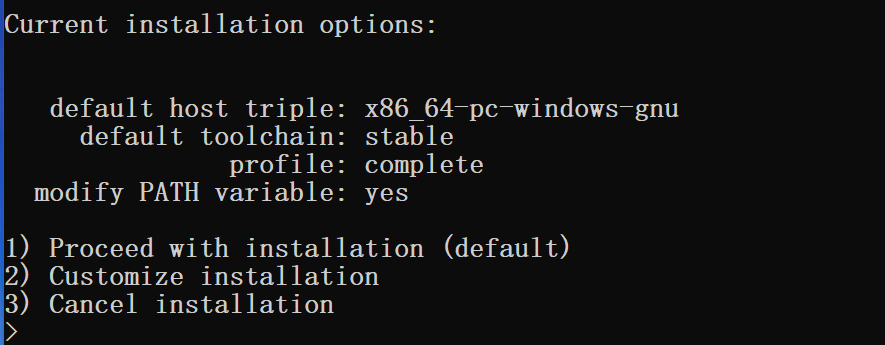 Current installation options:
default host triple: x86_64-pc-windows-gnu
default toolchain: stable
profile: complete
modify PATH variable: yes
1) Proceed with installation (default)
2) Customize installation
3) Cancel installation
>